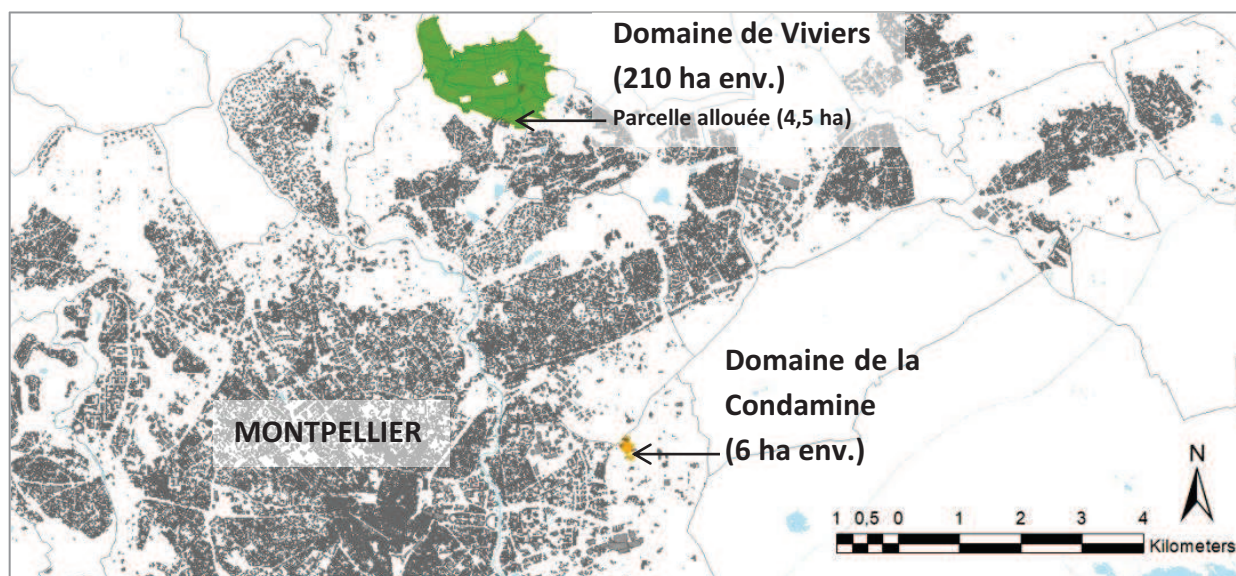 Domaine de Viviers
(210 ha env.)
Parcelle allouée (4,5 ha)
Domaine de la
Condamine
(6 ha env.)
MONTPELLIER
N
1 0,5 0 1 2 3 4
Kilometers